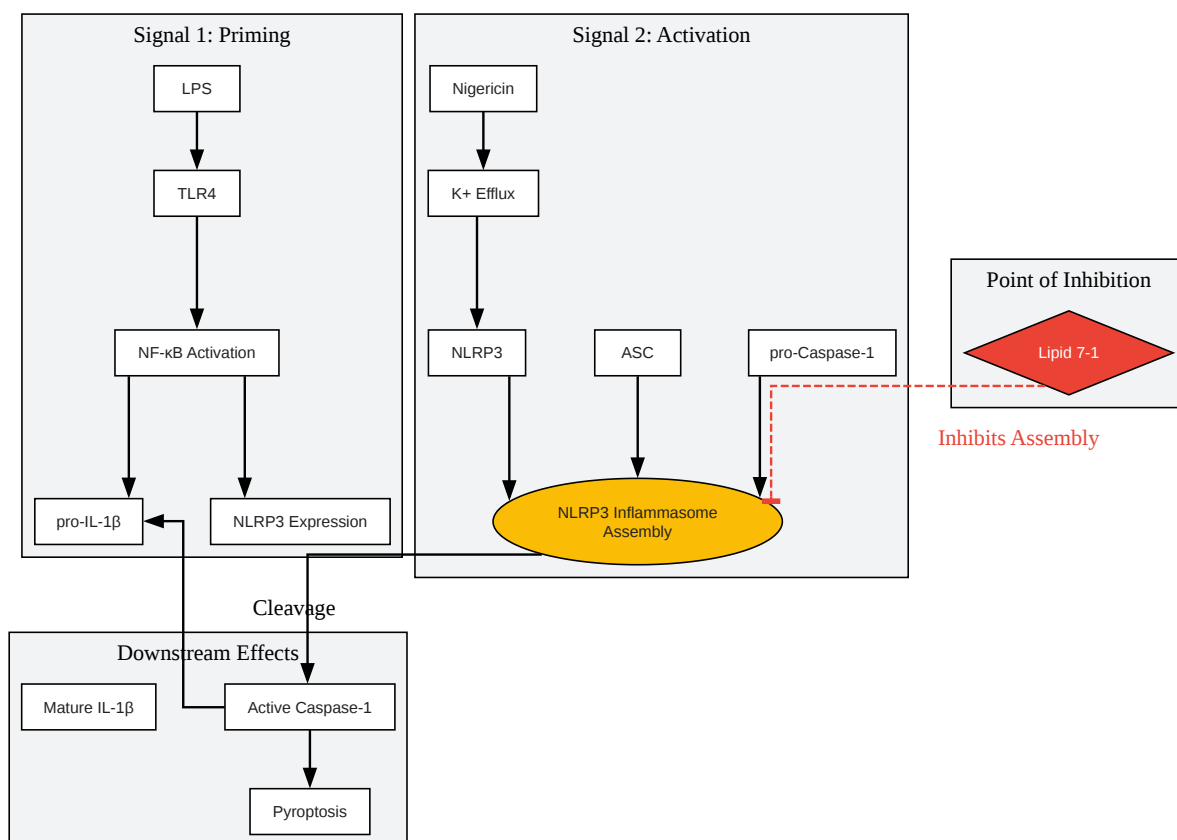 Signal 1: Priming
LPS
TLR4
NF-κB Activation
pro-IL-1β
NLRP3 Expression
Signal 2: Activation
Nigericin
K+ Efflux
NLRP3
ASC
pro-Caspase-1
NLRP3 Inflammasome
Assembly
Point of Inhibition
Lipid 7-1
Inhibits Assembly
Cleavage
Downstream Effects
Mature IL-1β
Active Caspase-1
Pyroptosis